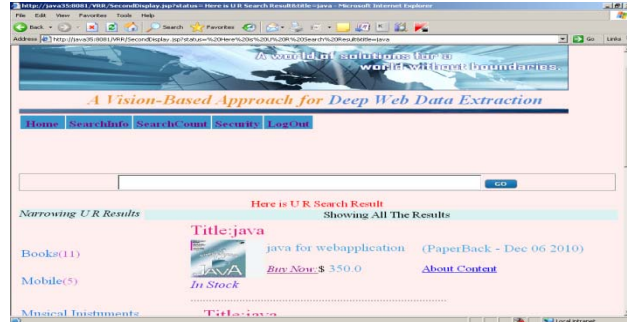 http://java35:8081/VRR/SecondDisplay.jsp?status= Here is U R Search Result&title=java - Microsoft Internet Explorer
File Edit View Favorites Tools Help
Back Search Favorites
Address http://java35:8081/VRR/SecondDisplay.jsp?status=%20Here%20is%20U%20R%20Search%20Result&title=java Go Links
A world of solutions for a
world without boundaries.
A Vision-Based Approach for Deep Web Data Extraction
Home SearchInfo SearchCount Security LogOut
GO
Here is U R Search Result
Narrowing U R Results Showing All The Results
Title:java
java for webapplication (PaperBack - Dec 06 2010)
Books(11)
JAVA
Buy Now:$ 350.0 About Content
Mobile(5)
In Stock
Musical Instuments
Title:java
Local intranet